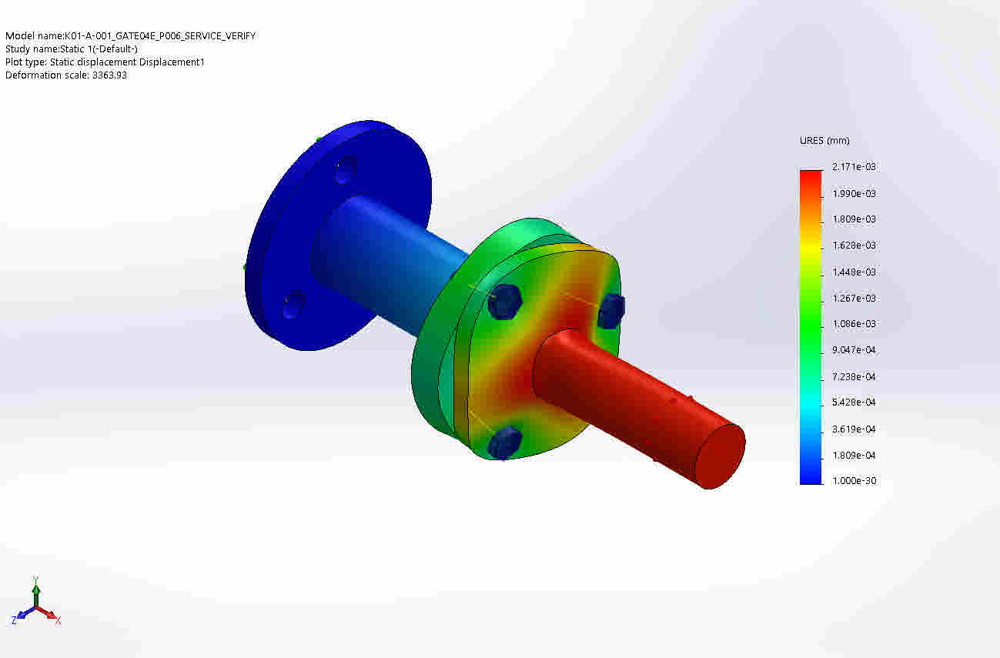 Model name:K01-A-001_GATE04E_P006_SERVICE_VERIFY
Study name:Static 1(-Default-)
Plot type: Static displacement Displacement1
Deformation scale: 3363.93
URES (mm)
2.171e-03
1.990e-03
1.809e-03
1.628e-03
1.448e-03
1.267e-03
1.086e-03
9.047e-04
7.238e-04
5.428e-04
3.619e-04
1.809e-04
1.000e-30
Y
Z X